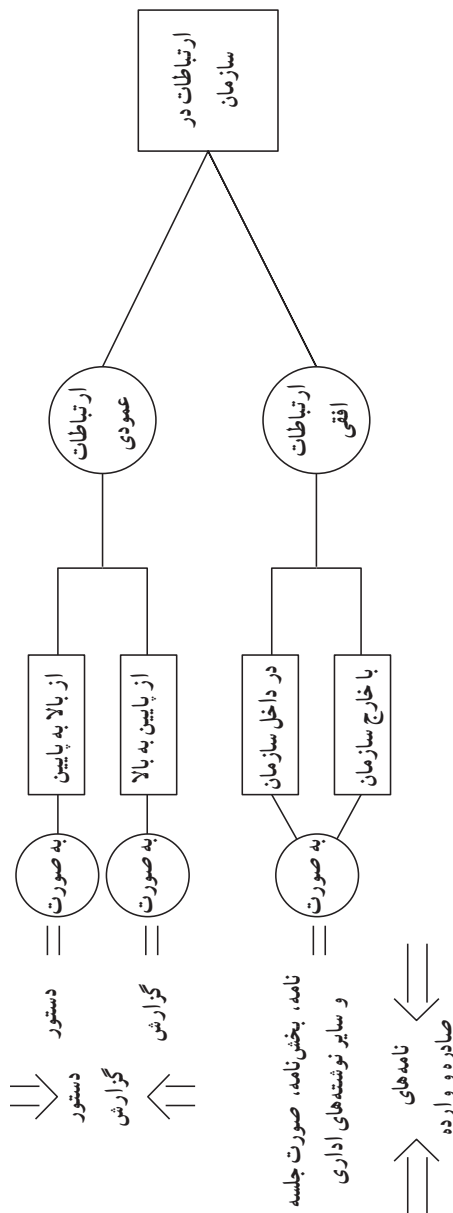 ارتباطات در
سازمان
ارتباطات
افقی
ارتباطات
عمودی
با خارج سازمان
در داخل سازمان
از پایین به بالا
از بالا به پایین
به صورت
به صورت
به صورت
نامه، بخش‌نامه، صورت جلسه
و سایر نوشته‌های اداری
گزارش
دستور
نامه‌های
صادره و وارده
دستور
گزارش